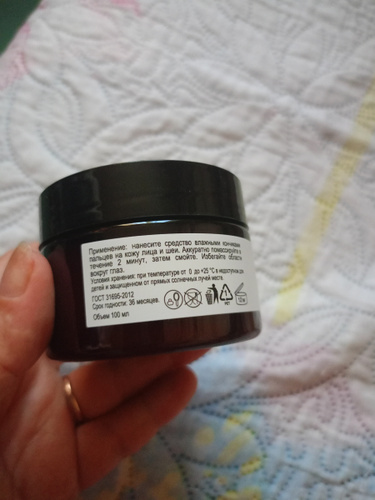 Применение: нанесите средство влажными кончиками
пальцев на кожу лица и шеи. Аккуратно помассируйте в
течение 2 минут, затем смойте. Избегайте области
вокруг глаз.
Условия хранения: при температуре от 0 до +25 °C в недоступном для
детей и защищенном от прямых солнечных лучей месте.
ГОСТ 31695-2012
Срок годности: 36 месяцев.
Объем 100 мл
PET